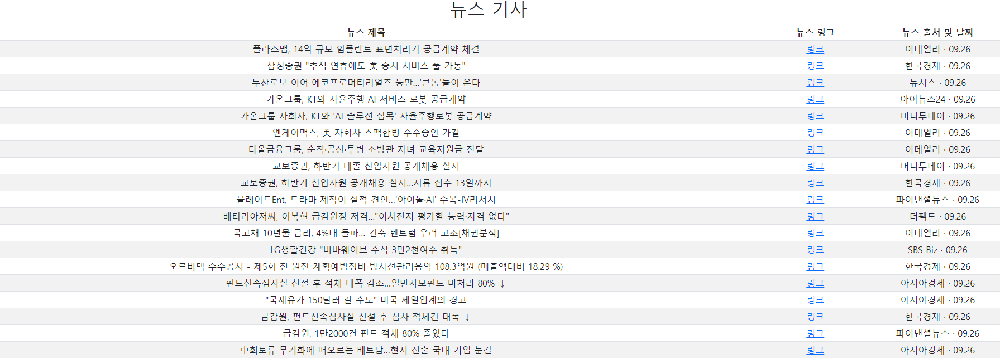 뉴스 기사
뉴스 제목 뉴스 링크 뉴스 출처 및 날짜
플라즈맵, 14억 규모 임플란트 표면처리기 공급계약 체결 링크 이데일리 · 09.26
삼성증권 "추석 연휴에도 美 증시 서비스 풀 가동" 링크 한국경제 · 09.26
두산로보 이어 에코프로머티리얼즈 등판...'큰놈'들이 온다 링크 뉴시스 · 09.26
가온그룹, KT와 자율주행 AI 서비스 로봇 공급계약 링크 아이뉴스24 · 09.26
가온그룹 자회사, KT와 'AI 솔루션 접목' 자율주행로봇 공급계약 링크 머니투데이 · 09.26
엔케이맥스, 美 자회사 스팩합병 주주승인 가결 링크 이데일리 · 09.26
다올금융그룹, 순직·공상·투병 소방관 자녀 교육지원금 전달 링크 이데일리 · 09.26
교보증권, 하반기 대졸 신입사원 공개채용 실시 링크 머니투데이 · 09.26
교보증권, 하반기 신입사원 공개채용 실시...서류 접수 13일까지 링크 한국경제 · 09.26
블레이드Ent, 드라마 제작이 실적 견인...'아이돌·AI' 주목-IV리서치 링크 파이낸셜뉴스 · 09.26
배터리아저씨, 이복현 금감원장 저격..."이차전지 평가할 능력·자격 없다" 링크 더팩트 · 09.26
국고채 10년물 금리, 4%대 돌파... 긴축 텐트럼 우려 고조[채권분석] 링크 이데일리 · 09.26
LG생활건강 "비바웨이브 주식 3만2천여주 취득" 링크 SBS Biz · 09.26
오르비텍 수주공시 - 제5회 전 원전 계획예방정비 방사선관리용역 108.3억원 (매출액대비 18.29 %) 링크 한국경제 · 09.26
펀드신속심사실 신설 후 적체 대폭 감소...일반사모펀드 미처리 80% ↓ 링크 아시아경제 · 09.26
"국제유가 150달러 갈 수도" 미국 셰일업계의 경고 링크 아시아경제 · 09.26
금감원, 펀드신속심사실 신설 후 심사 적체건 대폭 ↓ 링크 한국경제 · 09.26
금감원, 1만2000건 펀드 적체 80% 줄였다 링크 파이낸셜뉴스 · 09.26
中희토류 무기화에 떠오르는 베트남...현지 진출 국내 기업 눈길 링크 아시아경제 · 09.26